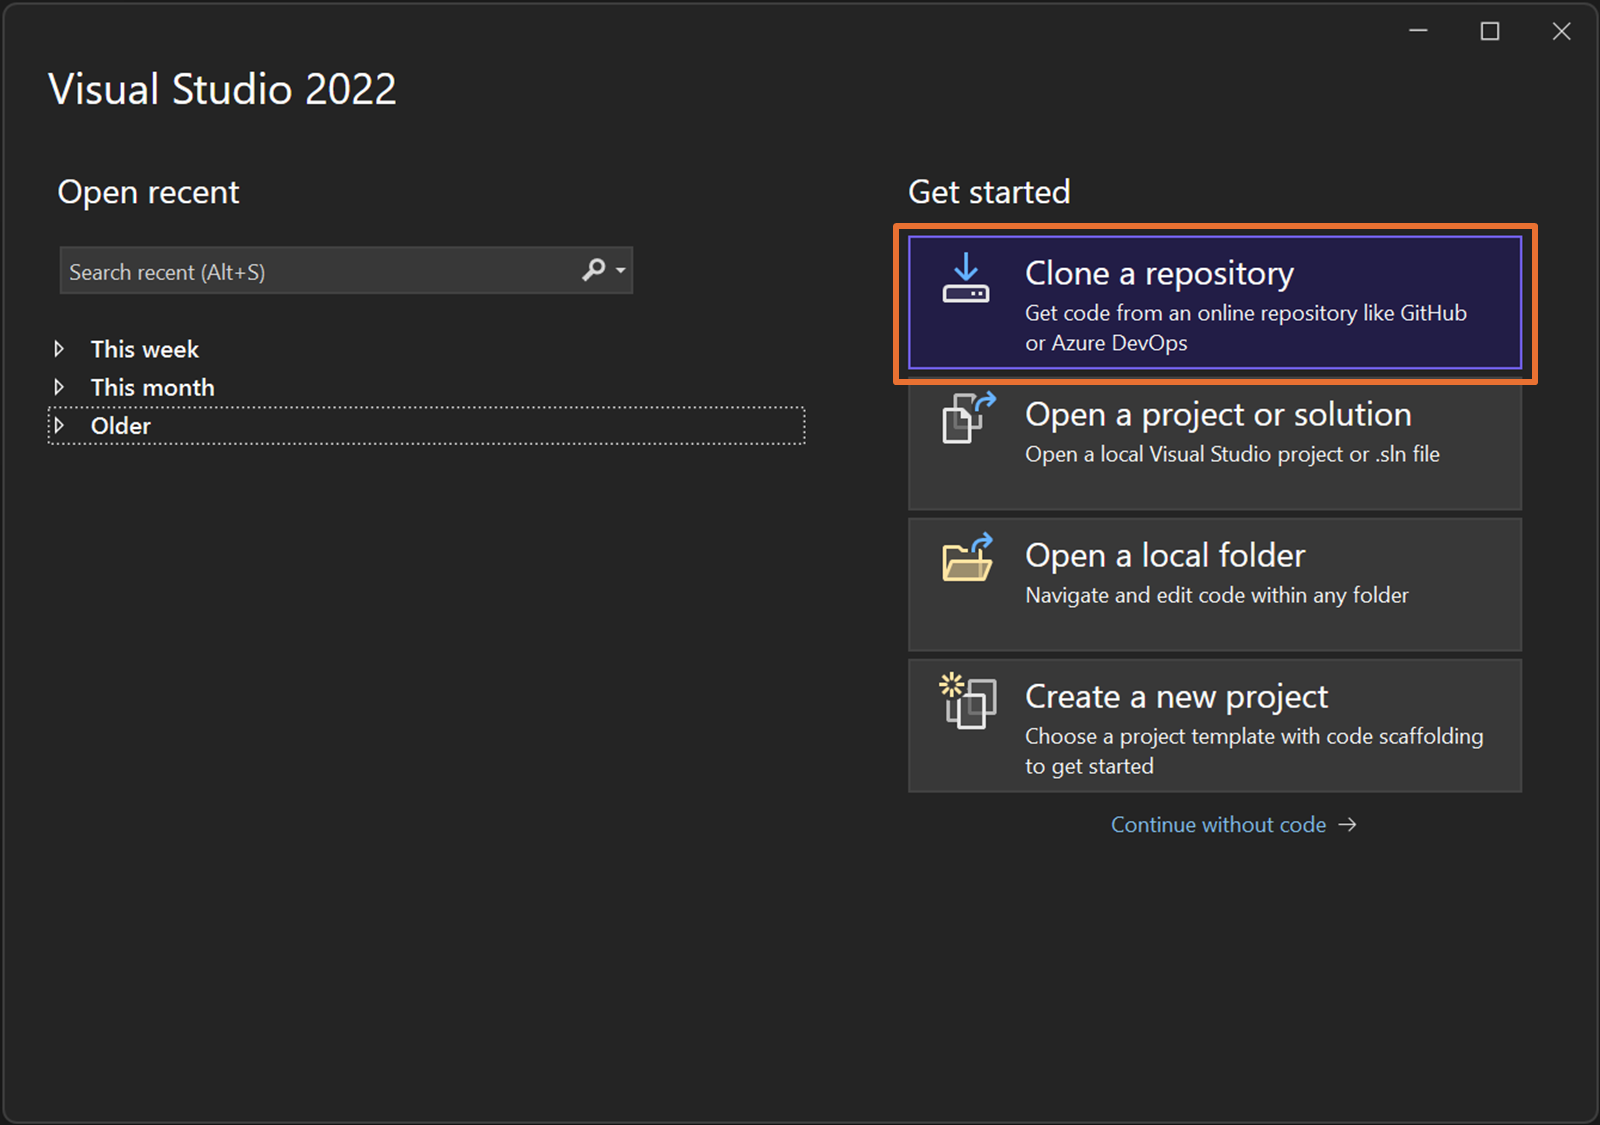 Visual Studio 2022
Open recent
Search recent (Alt+S)
This week
This month
Older
Get started
Clone a repository
Get code from an online repository like GitHub
or Azure DevOps
Open a project or solution
Open a local Visual Studio project or .sln file
Open a local folder
Navigate and edit code within any folder
Create a new project
Choose a project template with code scaffolding
to get started
Continue without code →